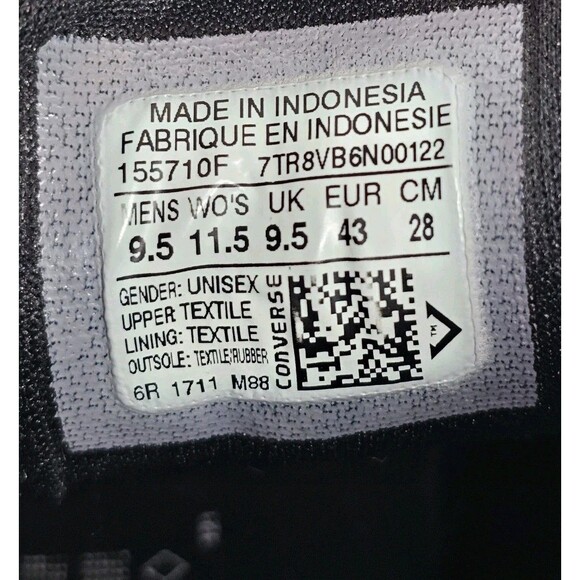 MADE IN INDONESIA
FABRIQUE EN INDONESIE
155710F 7TR8VB6N00122
MENS WO'S UK EUR CM
9.5 11.5 9.5 43 28
GENDER: UNISEX
UPPER: TEXTILE
LINING: TEXTILE
OUTSOLE: TEXTILE/RUBBER
6R 1711 M88
CONVERSE
TM